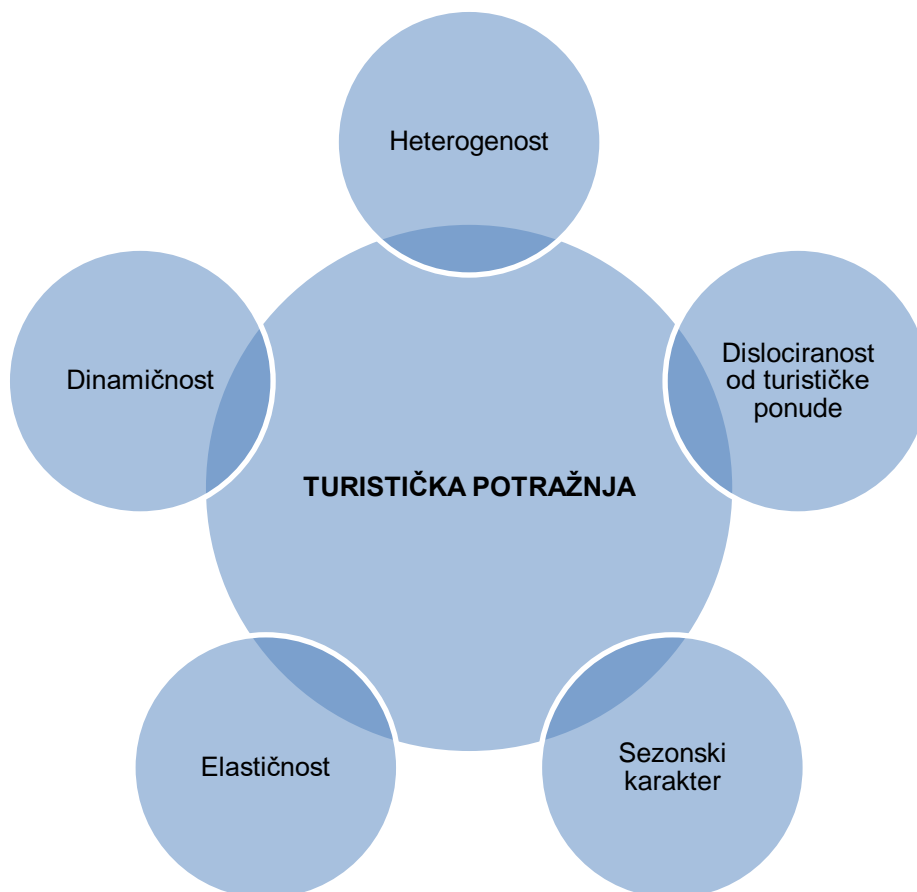 Heterogenost
Dinamičnost
Dislociranost
od turističke
ponude
TURISTIČKA POTRAŽNJA
Elastičnost
Sezonski
karakter